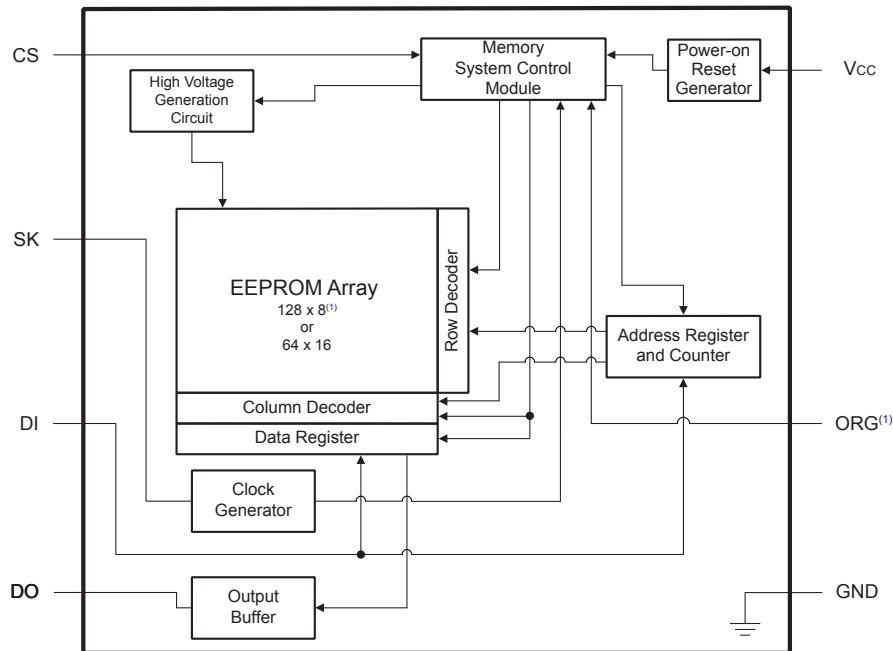 CS
Memory
System Control
Module
Power-on
Reset
Generator
VCC
High Voltage
Generation
Circuit
SK
EEPROM Array
128 x 8(1)
or
64 x 16
Row Decoder
Address Register
and Counter
Column Decoder
DI
Data Register
ORG(1)
Clock
Generator
DO
Output
Buffer
GND